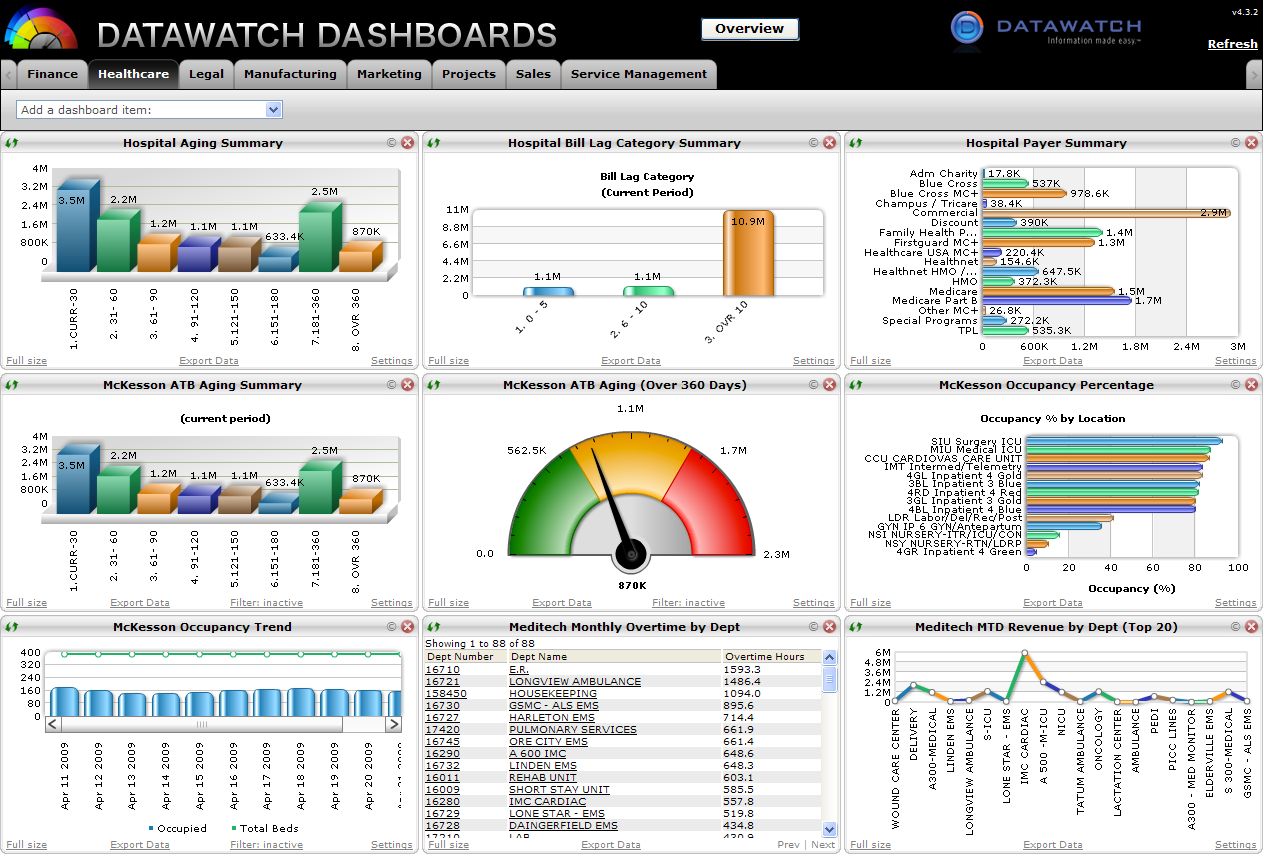 DATAWATCH DASHBOARDS
Overview
DATAWATCH
Information made easy.™
v4.3.2
Refresh
Finance Healthcare Legal Manufacturing Marketing Projects Sales Service Management
Add a dashboard item:
Hospital Aging Summary ©
4M
3.2M
2.4M
1.6M
800K
0
3.5M 2.2M 1.2M 1.1M 1.1M 633.4K 2.5M 870K
1.CURR-30
2. 31- 60
3. 61- 90
4. 91-120
5.121-150
6.151-180
7.181-360
8. OVR 360
Full size Export Data Settings
Hospital Bill Lag Category Summary ©
Bill Lag Category
(Current Period)
11M
8.8M
6.6M
4.4M
2.2M
0
1.1M 1.1M 10.9M
1. 0 - 5
2. 6 - 10
3. OVR 10
Full size Export Data Settings
Hospital Payer Summary ©
Adm Charity 17.8K
Blue Cross 537K
Blue Cross MC+ 978.6K
Champus / Tricare 38.4K
Commercial 2.9M
Discount 390K
Family Health P... 1.4M
Firstguard MC+ 1.3M
Healthcare USA MC+ 220.4K
Healthnet 154.6K
Healthnet HMO /... 647.5K
HMO 372.3K
Medicare 1.5M
Medicare Part B 1.7M
Other MC+ 26.8K
Special Programs 272.2K
TPL 535.3K
0 600K 1.2M 1.8M 2.4M 3M
Full size Export Data Settings
McKesson ATB Aging Summary ©
(current period)
4M
3.2M
2.4M
1.6M
800K
0
3.5M 2.2M 1.2M 1.1M 1.1M 633.4K 2.5M 870K
1.CURR-30
2. 31- 60
3. 61- 90
4. 91-120
5.121-150
6.151-180
7.181-360
8. OVR 360
Full size Export Data Filter: inactive Settings
McKesson ATB Aging (Over 360 Days) ©
1.1M
562.5K 1.7M
0.0 2.3M
870K
Full size Export Data Filter: inactive Settings
McKesson Occupancy Percentage ©
Occupancy % by Location
SIU Surgery ICU
MIU Medical ICU
CCU CARDIOVAS CARE UNIT
IMT Intermed/Telemetry
4GL Inpatient 4 Gold
3BL Inpatient 3 Blue
4RD Inpatient 4 Red
3GL Inpatient 3 Gold
4BL Inpatient 4 Blue
LDR Labor/Del/Rec/Post
GYN IP 6 GYN/Antepartum
NSI NURSERY-ITR/ICU/CON
NSY NURSERY-RTN/LDRP
4GR Inpatient 4 Green
0 20 40 60 80 100
Occupancy (%)
Full size Export Data Settings
McKesson Occupancy Trend ©
400
320
240
160
80
0
Apr 11 2009
Apr 12 2009
Apr 13 2009
Apr 14 2009
Apr 15 2009
Apr 16 2009
Apr 17 2009
Apr 18 2009
Apr 19 2009
Apr 20 2009
Occupied Total Beds
Full size Export Data Filter: inactive Settings
Meditech Monthly Overtime by Dept ©
Showing 1 to 88 of 88
Dept Number Dept Name Overtime Hours
16710 E.R. 1593.3
16721 LONGVIEW AMBULANCE 1486.4
158450 HOUSEKEEPING 1094.0
16730 GSMC - ALS EMS 895.6
16727 HARLETON EMS 714.4
17420 PULMONARY SERVICES 661.9
16745 ORE CITY EMS 661.4
16290 A 600 IMC 648.6
16732 LINDEN EMS 648.3
16011 REHAB UNIT 603.1
16009 SHORT STAY UNIT 585.5
16280 IMC CARDIAC 557.8
16729 LONE STAR - EMS 519.8
16728 DAINGERFIELD EMS 434.8
17210 LAB 430.9
Full size Export Data Prev | Next
Meditech MTD Revenue by Dept (Top 20) ©
6M
4.8M
3.6M
2.4M
1.2M
0
WOUND CARE CENTER
DELIVERY
A300-MEDICAL
LINDEN EMS
LONGVIEW AMBULANCE
S-ICU
LONE STAR - EMS
IMC CARDIAC
A 500 -M-ICU
NICU
TATUM AMBULANCE
ONCOLOGY
LACTATION CENTER
AMBULANCE
PEDI
PICC LINES
A300 - MED MONITOR
ELDERVILLE EMS
S 300-MEDICAL
GSMC - ALS EMS
Full size Export Data Settings